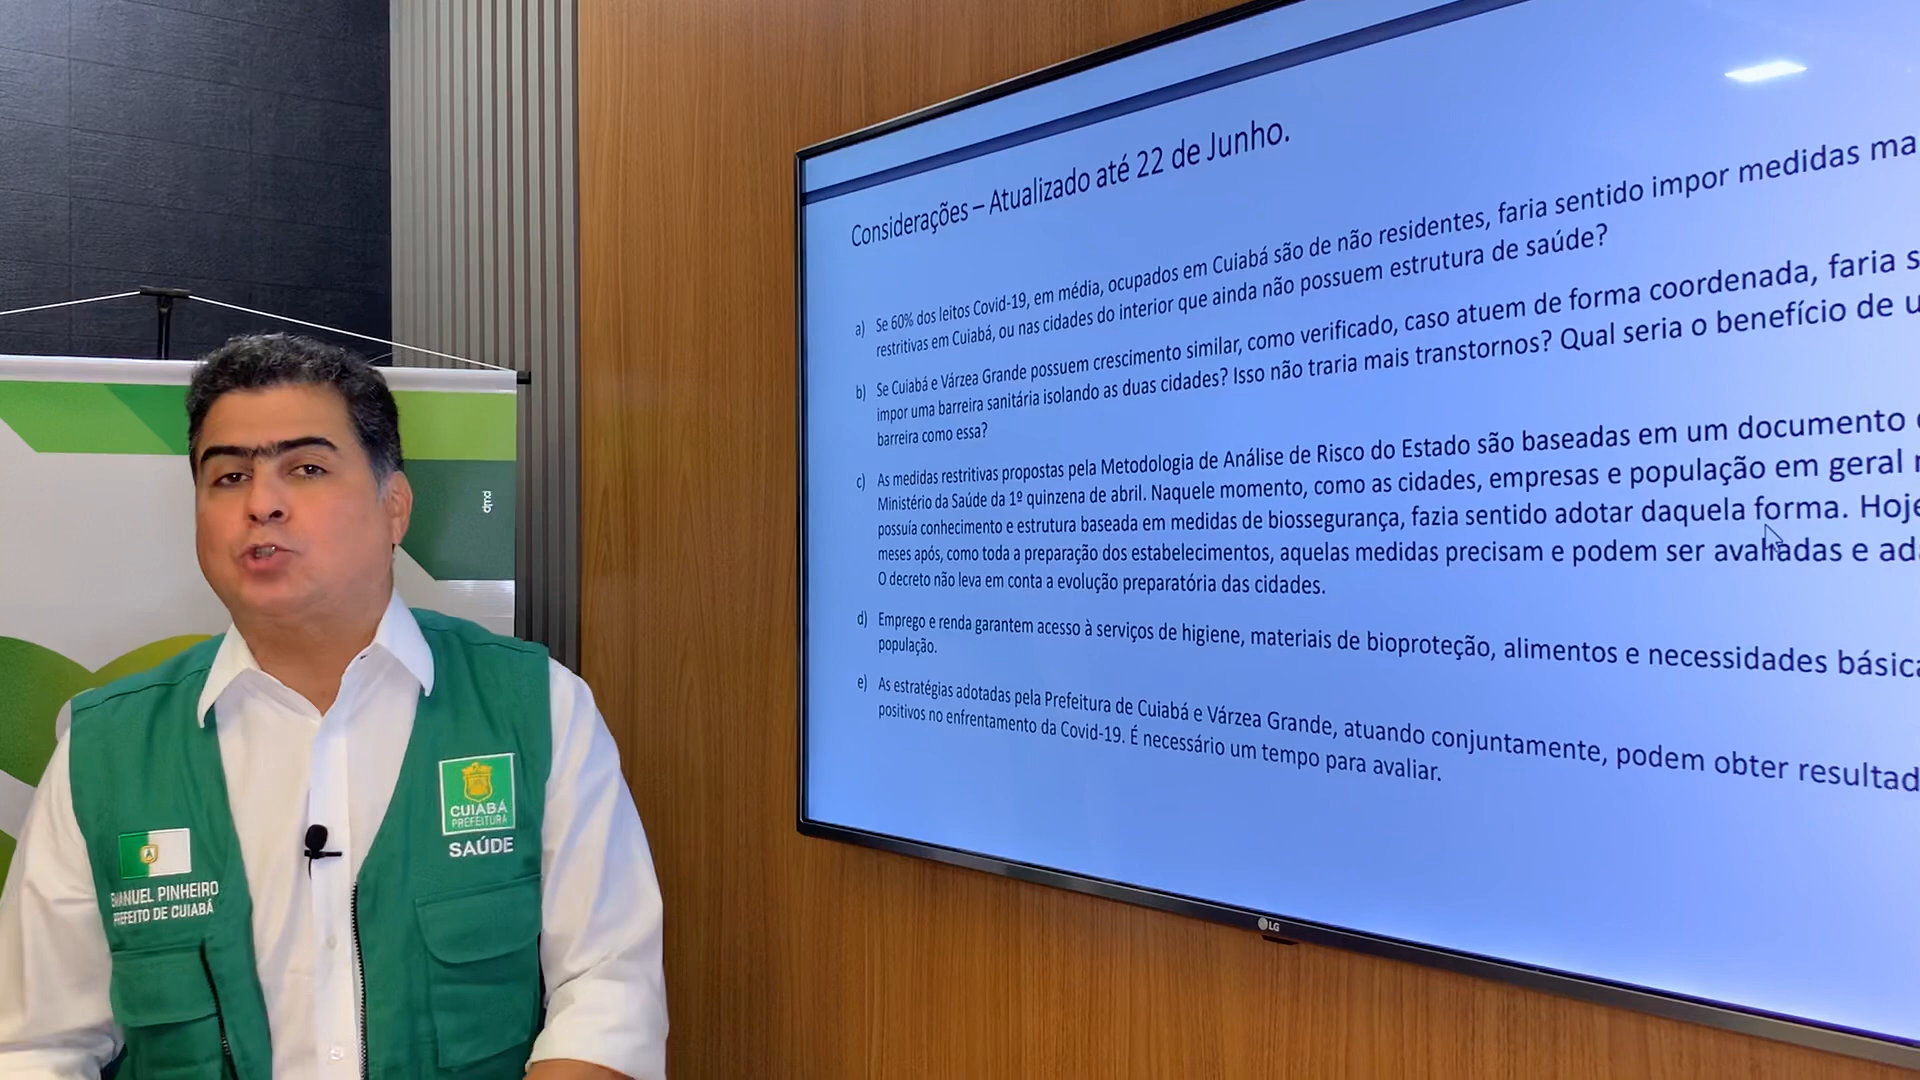 Considerações – Atualizado até 22 de Junho.
a) Se 60% dos leitos Covid-19, em média, ocupados em Cuiabá são de não residentes, faria sentido impor medidas
restritivas em Cuiabá, ou nas cidades do interior que ainda não possuem estrutura de saúde?
b) Se Cuiabá e Várzea Grande possuem crescimento similar, como verificado, caso atuem de forma coordenada, faria
impor uma barreira sanitária isolando as duas cidades? Isso não traria mais transtornos? Qual seria o benefício de
barreira como essa?
c) As medidas restritivas propostas pela Metodologia de Análise de Risco do Estado são baseadas em um documento
Ministério da Saúde da 1º quinzena de abril. Naquele momento, como as cidades, empresas e população em geral
possuía conhecimento e estrutura baseada em medidas de biossegurança, fazia sentido adotar daquela forma. Hoje
meses após, como toda a preparação dos estabelecimentos, aquelas medidas precisam e podem ser avaliadas e
O decreto não leva em conta a evolução preparatória das cidades.
d) Emprego e renda garantem acesso à serviços de higiene, materiais de bioproteção, alimentos e necessidades
população.
e) As estratégias adotadas pela Prefeitura de Cuiabá e Várzea Grande, atuando conjuntamente, podem obter
positivos no enfrentamento da Covid-19. É necessário um tempo para avaliar.
LG
CUIABÁ
PREFEITURA
SAÚDE
EMANUEL PINHEIRO
PREFEITO DE CUIABÁ